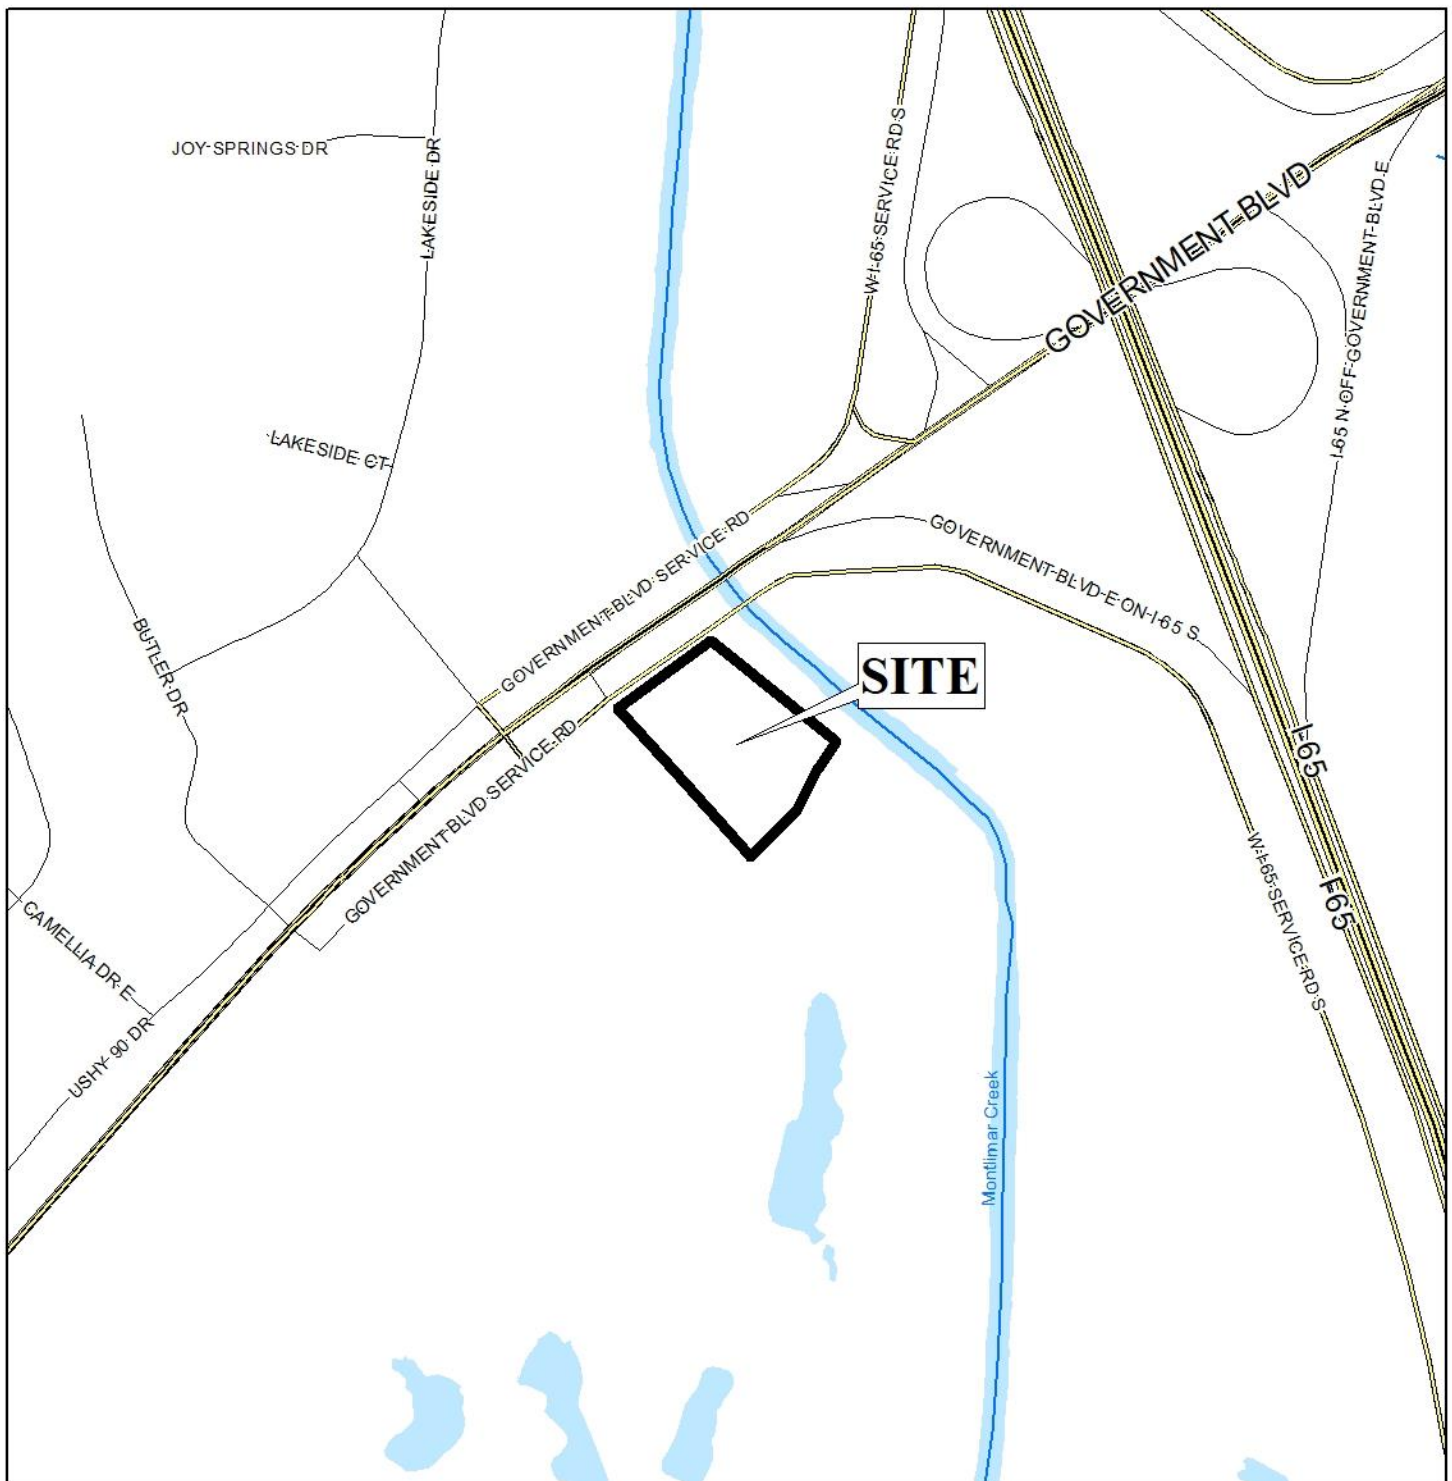 JOY SPRINGS DR
LAKESIDE DR
W I-65 SERVICE RD S
GOVERNMENT BLVD
I-65 N OFF GOVERNMENT BLVD E
LAKESIDE CT
GOVERNMENT BLVD SERVICE RD
GOVERNMENT BLVD E ON I-65 S
BUTLER DR
SITE
GOVERNMENT BLVD SERVICE RD
I-65
I-65
W I-65 SERVICE RD S
CAMELLIA DR E
USHY 90 DR
Montlimar Creek